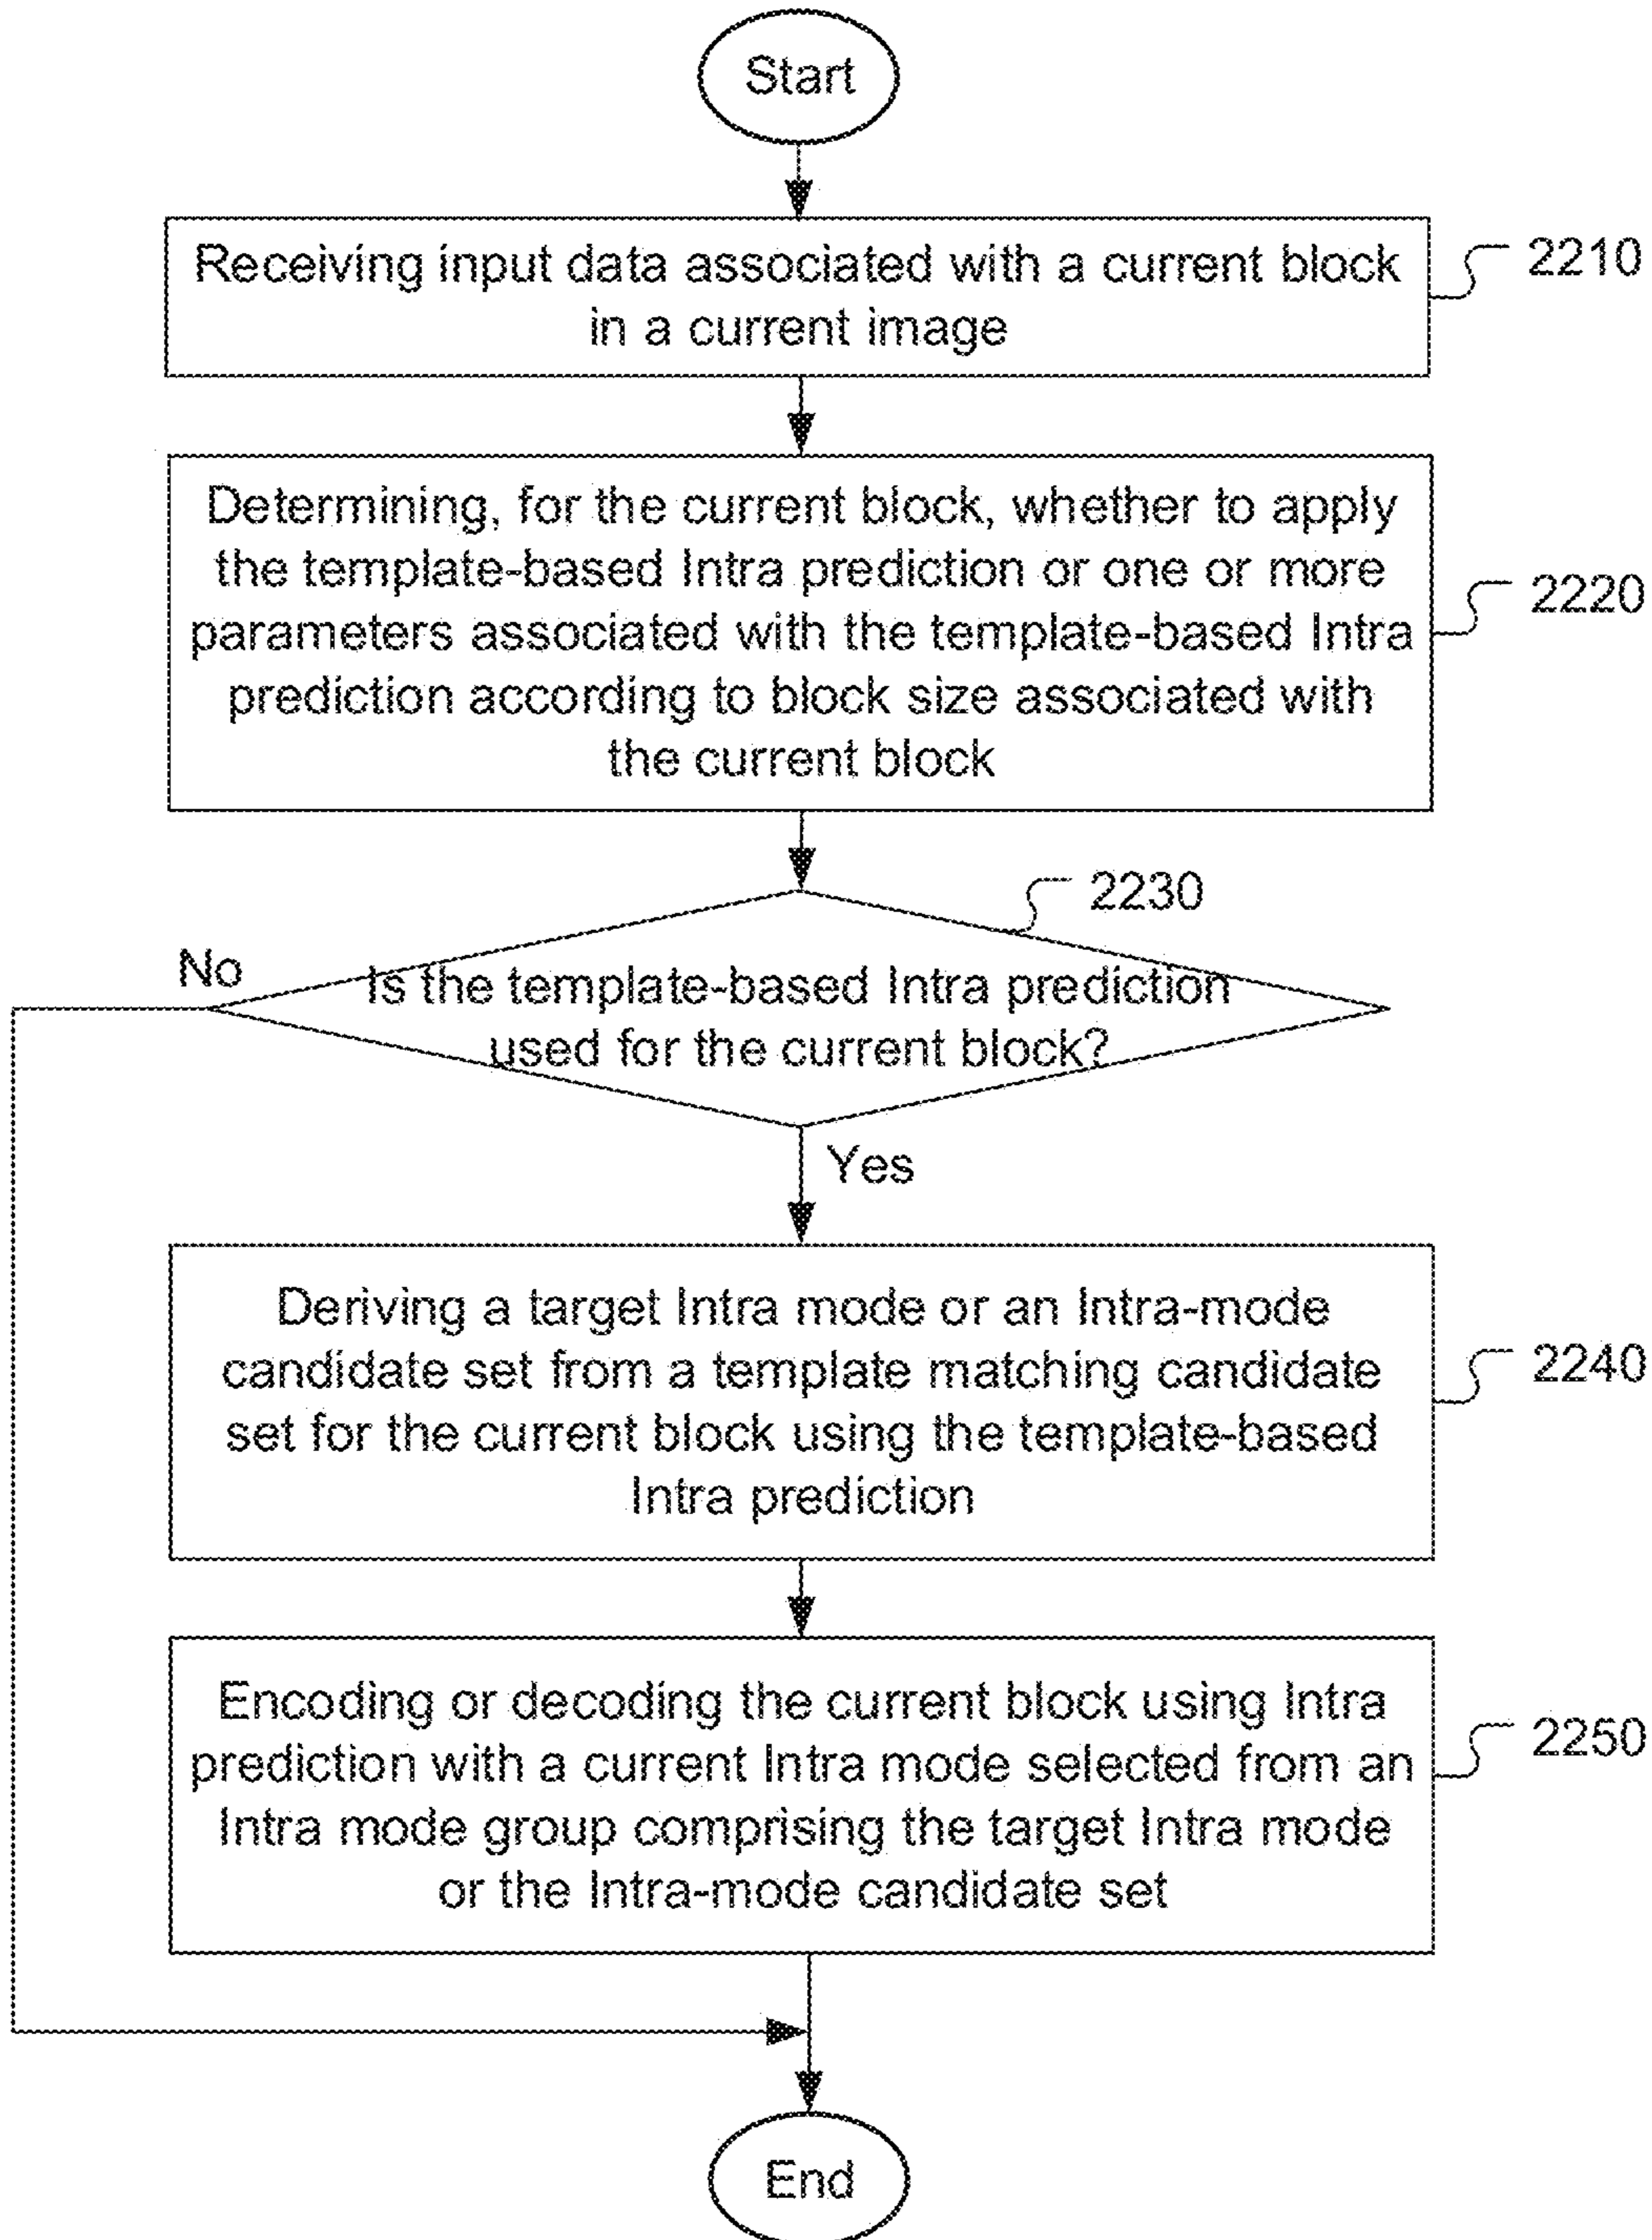 Start
Receiving input data associated with a current block
in a current image
2210
Determining, for the current block, whether to apply
the template-based Intra prediction or one or more
parameters associated with the template-based Intra
prediction according to block size associated with
the current block
2220
2230
No
Is the template-based Intra prediction
used for the current block?
Yes
Deriving a target Intra mode or an Intra-mode
candidate set from a template matching candidate
set for the current block using the template-based
Intra prediction
2240
Encoding or decoding the current block using Intra
prediction with a current Intra mode selected from an
Intra mode group comprising the target Intra mode
or the Intra-mode candidate set
2250
End